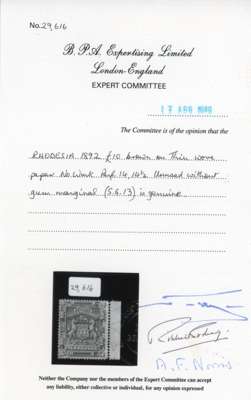 No. 29,616
B. P. A. Expertising Limited
London-England
EXPERT COMMITTEE
The Committee is of the opinion that the
RHODESIA 1892 £10 brown on Thin wove
paper No Wmk Perf. 14, 14½ Unused without
gum marginal (S.G.13) is genuine
29,616
A. F. Norris
Neither the Company nor the members of the Expert Committee can accept
any liability, either collective or individual, for any opinion expressed